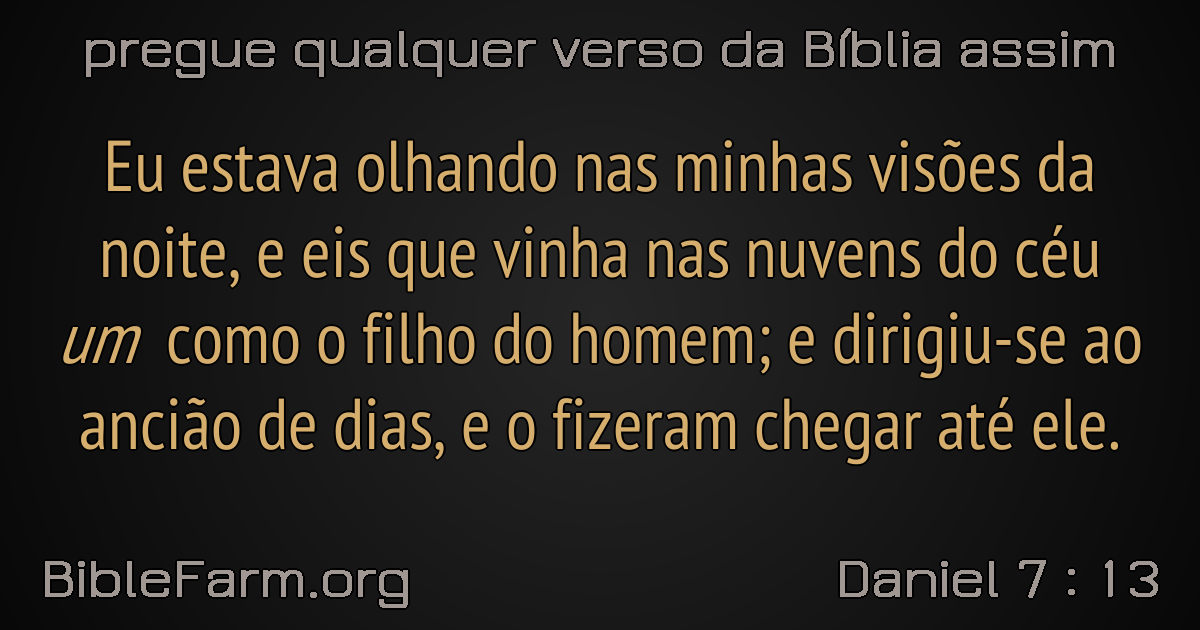 pregue qualquer verso da Bíblia assim
Eu estava olhando nas minhas visões da
noite, e eis que vinha nas nuvens do céu
um como o filho do homem; e dirigiu-se ao
ancião de dias, e o fizeram chegar até ele.
BibleFarm.org
Daniel 7 : 13